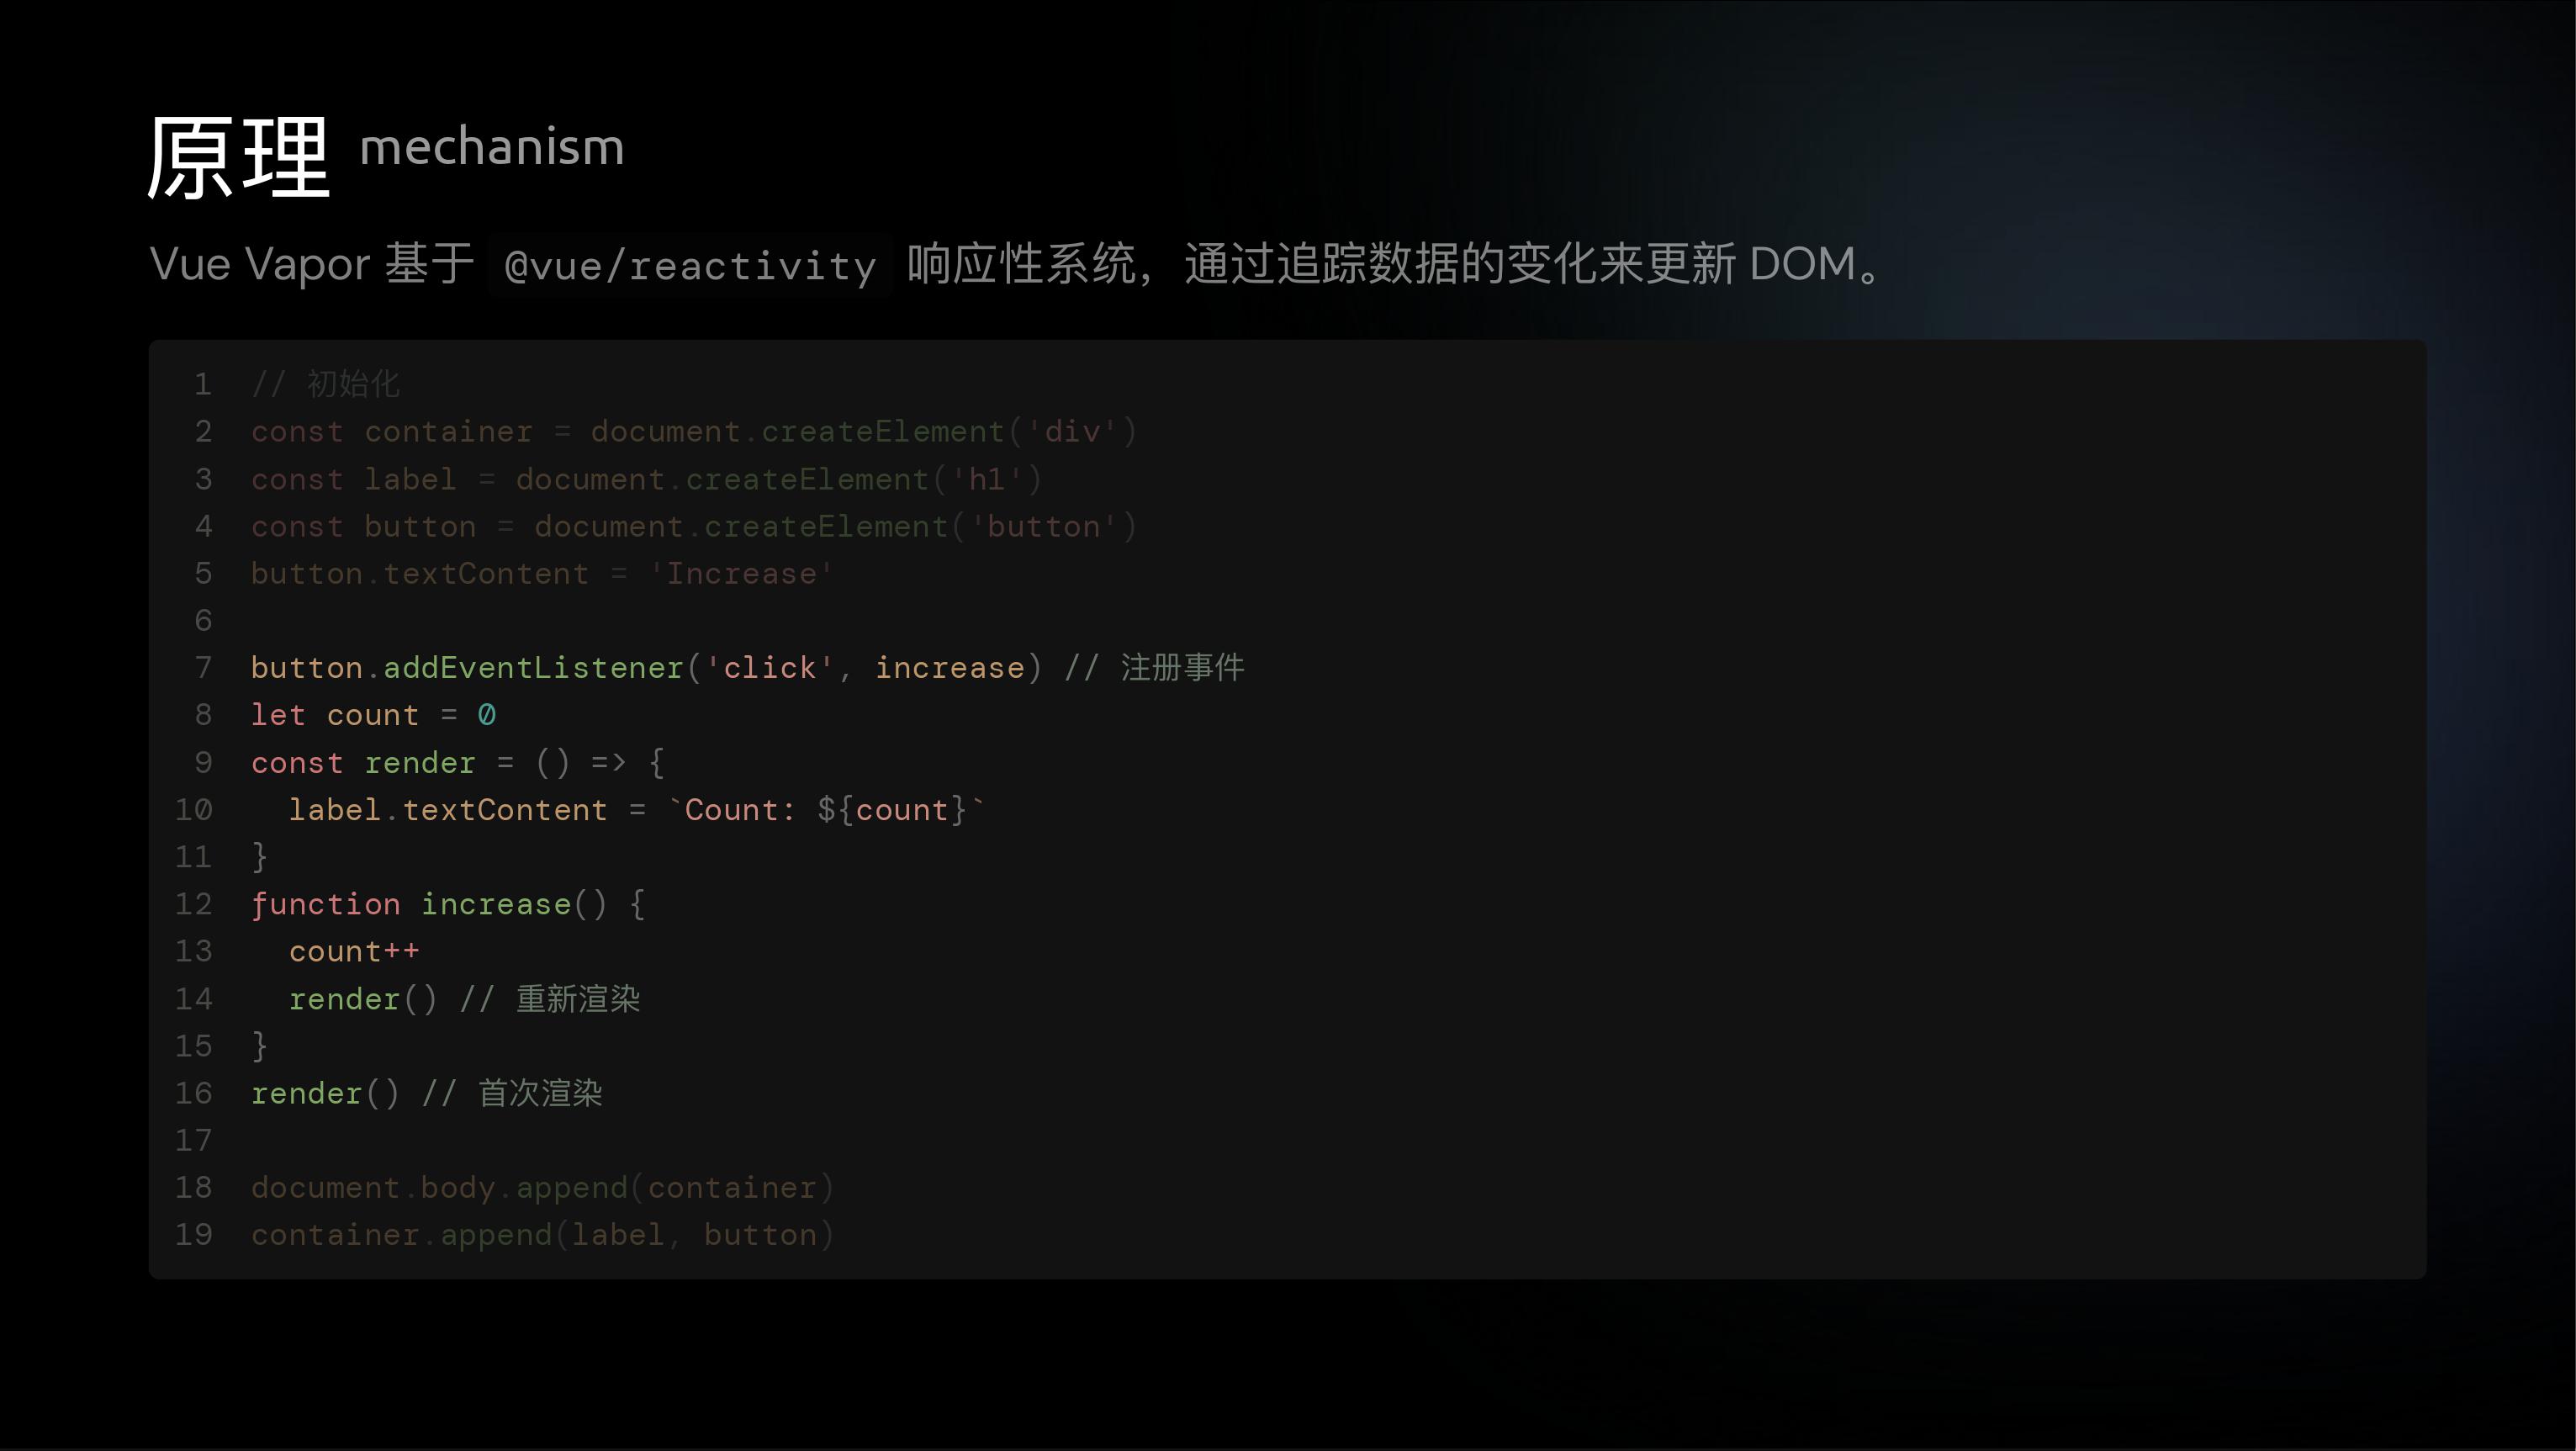 原理 mechanism
Vue Vapor 基于 @vue/reactivity 响应性系统，通过追踪数据的变化来更新 DOM。
1 // 初始化
2 const container = document.createElement('div')
3 const label = document.createElement('h1')
4 const button = document.createElement('button')
5 button.textContent = 'Increase'
6
7 button.addEventListener('click', increase) // 注册事件
8 let count = 0
9 const render = () => {
10   label.textContent = `Count: ${count}`
11 }
12 function increase() {
13   count++
14   render() // 重新渲染
15 }
16 render() // 首次渲染
17
18 document.body.append(container)
19 container.append(label, button)